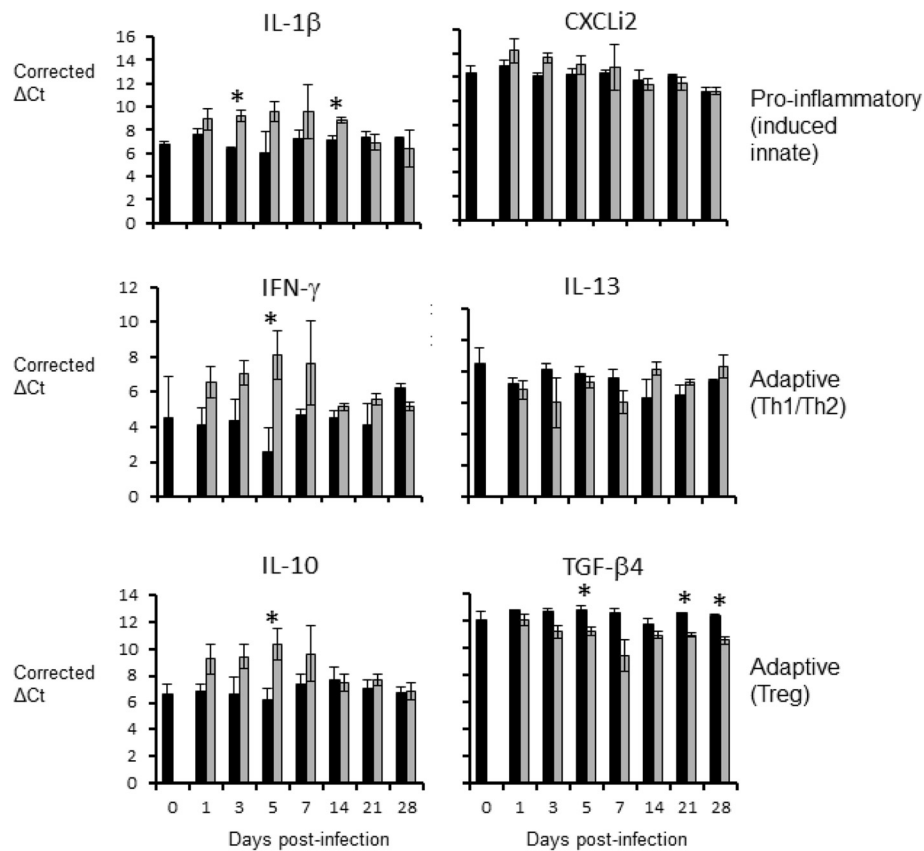 IL-1β
CXCLi2
Corrected
ΔCt
16
14
12
10
8
6
4
2
0
*
*
Pro-inflammatory
(induced
innate)
IFN-γ
IL-13
Corrected
ΔCt
12
10
8
6
4
2
0
*
:
:
Adaptive
(Th1/Th2)
IL-10
TGF-β4
Corrected
ΔCt
14
12
10
8
6
4
2
0
*
*
*
*
Adaptive
(Treg)
0 1 3 5 7 14 21 28
0 1 3 5 7 14 21 28
Days post-infection
Days post-infection